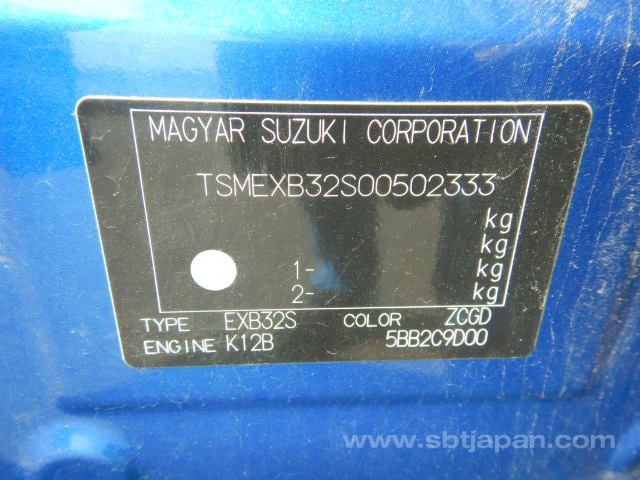 MAGYAR SUZUKI CORPORATION
TSMEXB32S00502333
kg
kg
1- kg
2- kg
TYPE EXB32S COLOR ZCGD
ENGINE K12B 5BB2C9D00
www.sbtjapan.com